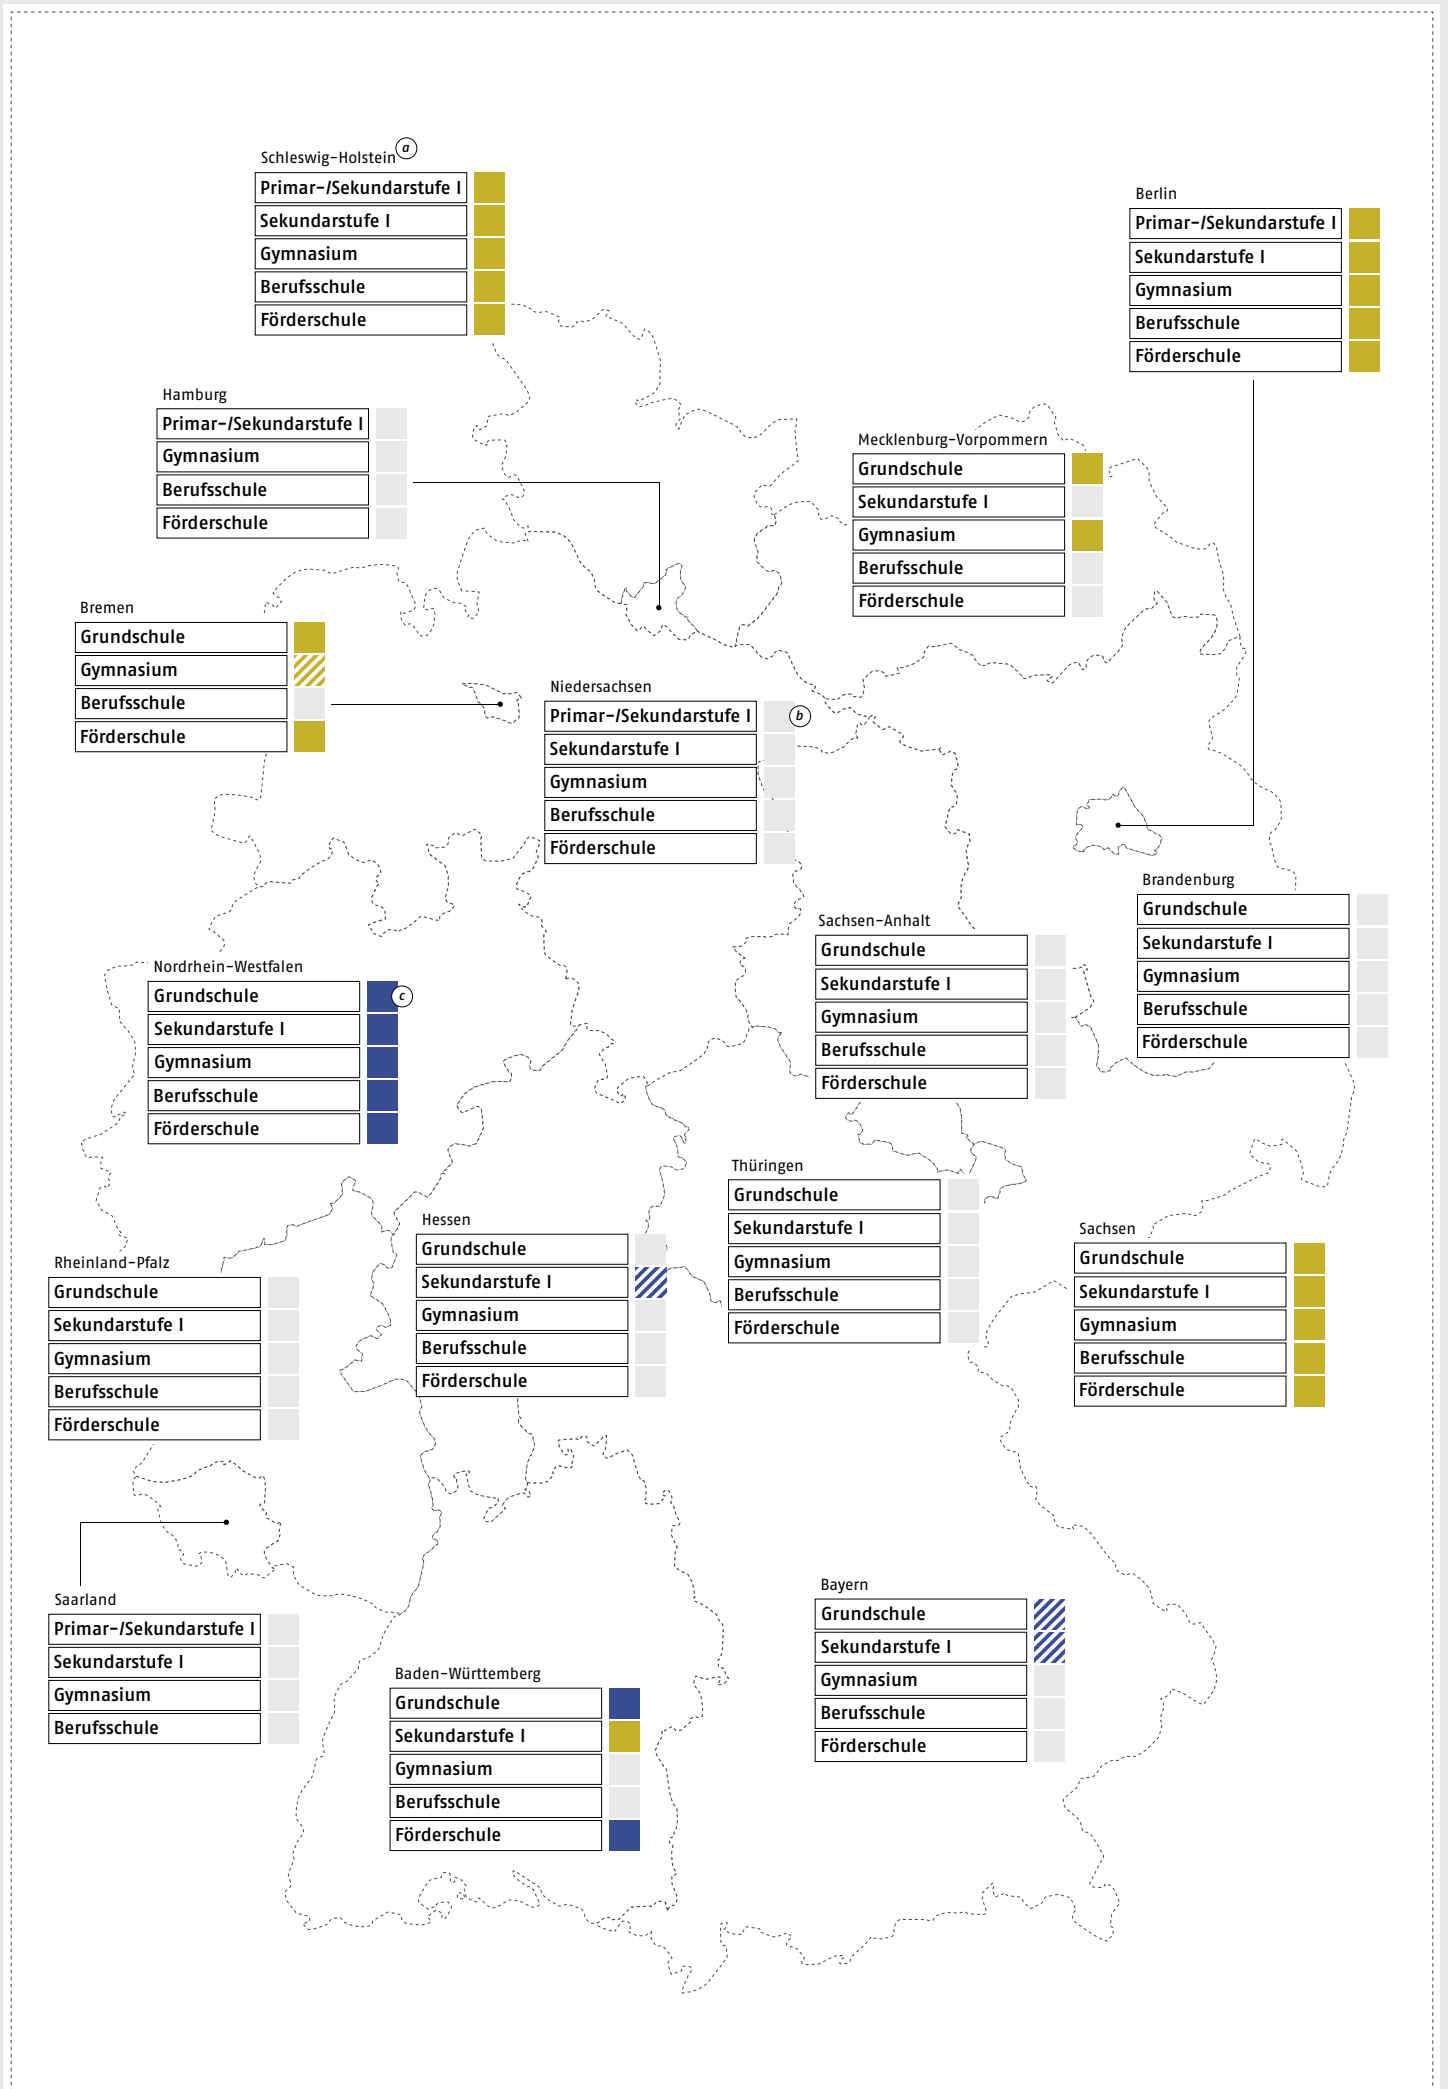 Schleswig-Holstein a
Primar-/Sekundarstufe I
Sekundarstufe I
Gymnasium
Berufsschule
Förderschule
Berlin
Primar-/Sekundarstufe I
Sekundarstufe I
Gymnasium
Berufsschule
Förderschule
Hamburg
Primar-/Sekundarstufe I
Gymnasium
Berufsschule
Förderschule
Mecklenburg-Vorpommern
Grundschule
Sekundarstufe I
Gymnasium
Berufsschule
Förderschule
Bremen
Grundschule
Gymnasium
Berufsschule
Förderschule
Niedersachsen
Primar-/Sekundarstufe I b
Sekundarstufe I
Gymnasium
Berufsschule
Förderschule
Brandenburg
Grundschule
Sekundarstufe I
Gymnasium
Berufsschule
Förderschule
Sachsen-Anhalt
Grundschule
Sekundarstufe I
Gymnasium
Berufsschule
Förderschule
Nordrhein-Westfalen
Grundschule c
Sekundarstufe I
Gymnasium
Berufsschule
Förderschule
Thüringen
Grundschule
Sekundarstufe I
Gymnasium
Berufsschule
Förderschule
Hessen
Grundschule
Sekundarstufe I
Gymnasium
Berufsschule
Förderschule
Sachsen
Grundschule
Sekundarstufe I
Gymnasium
Berufsschule
Förderschule
Rheinland-Pfalz
Grundschule
Sekundarstufe I
Gymnasium
Berufsschule
Förderschule
Saarland
Primar-/Sekundarstufe I
Sekundarstufe I
Gymnasium
Berufsschule
Bayern
Grundschule
Sekundarstufe I
Gymnasium
Berufsschule
Förderschule
Baden-Württemberg
Grundschule
Sekundarstufe I
Gymnasium
Berufsschule
Förderschule